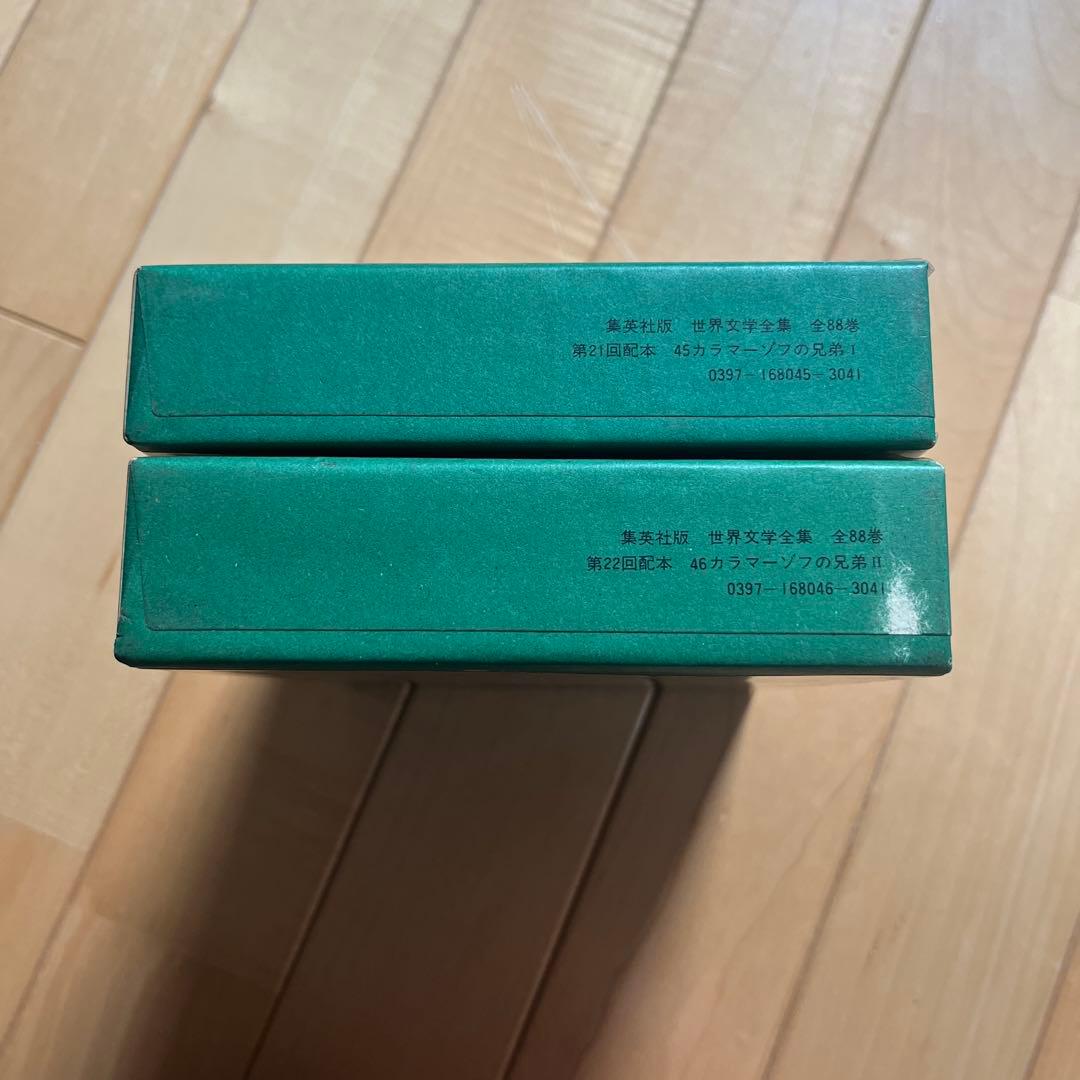 集英社版　世界文学全集　全88巻
第21回配本　45カラマーゾフの兄弟Ⅰ
0397－168045－3041
集英社版　世界文学全集　全88巻
第22回配本　46カラマーゾフの兄弟Ⅱ
0397－168046－3041